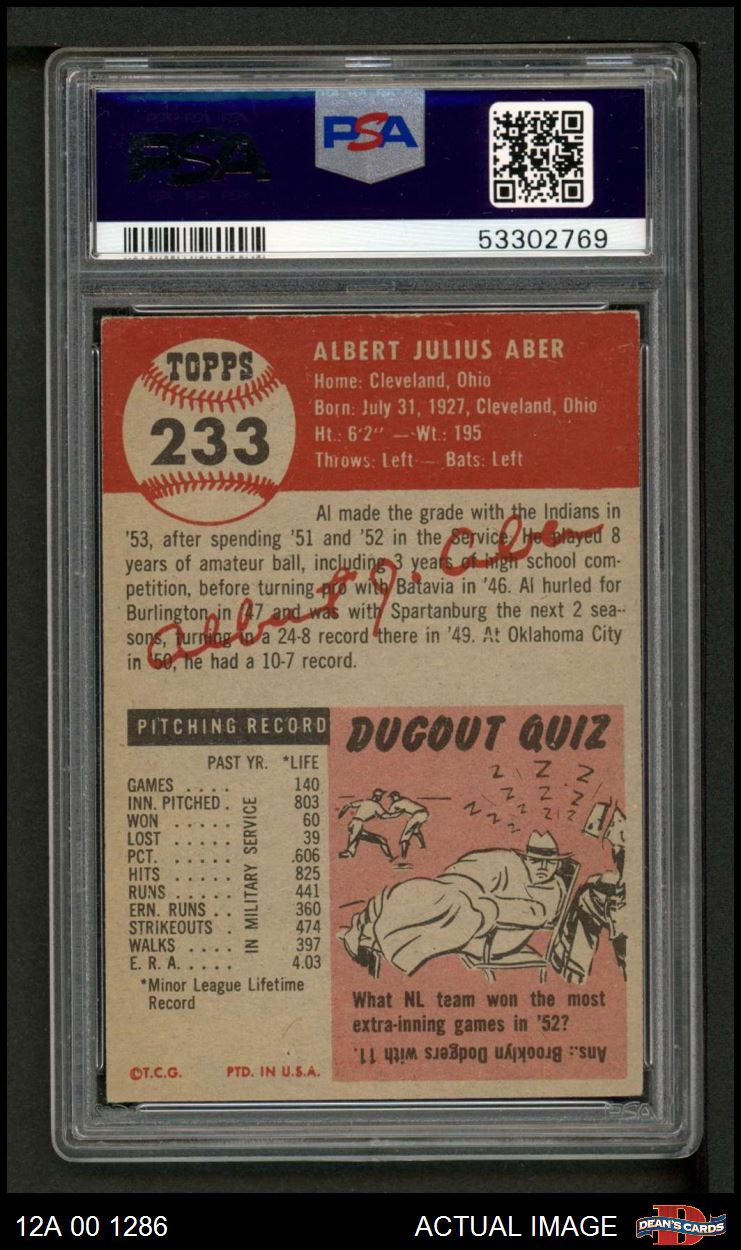 PSA
PSA
53302769
TOPPS
233
ALBERT JULIUS ABER
Home: Cleveland, Ohio
Born: July 31, 1927, Cleveland, Ohio
Ht.: 6'2" — Wt.: 195
Throws: Left — Bats: Left
Al made the grade with the Indians in
'53, after spending '51 and '52 in the Service. He played 8
years of amateur ball, including 3 years of high school com-
petition, before turning pro with Batavia in '46. Al hurled for
Burlington in '47 and was with Spartanburg the next 2 sea-
sons, turning in a 24-8 record there in '49. At Oklahoma City
in '50, he had a 10-7 record.
Albert J. Aber
PITCHING RECORD
PAST YR. *LIFE
GAMES .... 140
INN. PITCHED . 803
WON ..... 60
LOST ..... 39
PCT. ..... .606
HITS ..... 825
RUNS ..... 441
ERN. RUNS .. 360
STRIKEOUTS . 474
WALKS .... 397
E. R. A. .... 4.03
IN MILITARY SERVICE
*Minor League Lifetime
Record
©T.C.G. PTD. IN U.S.A.
DUGOUT QUIZ
Z Z Z
Z Z Z Z
Z Z Z
What NL team won the most
extra-inning games in '52?
Ans.: Brooklyn Dodgers with 11.
PSA
12A 00 1286
ACTUAL IMAGE
D
DEAN'S CARDS